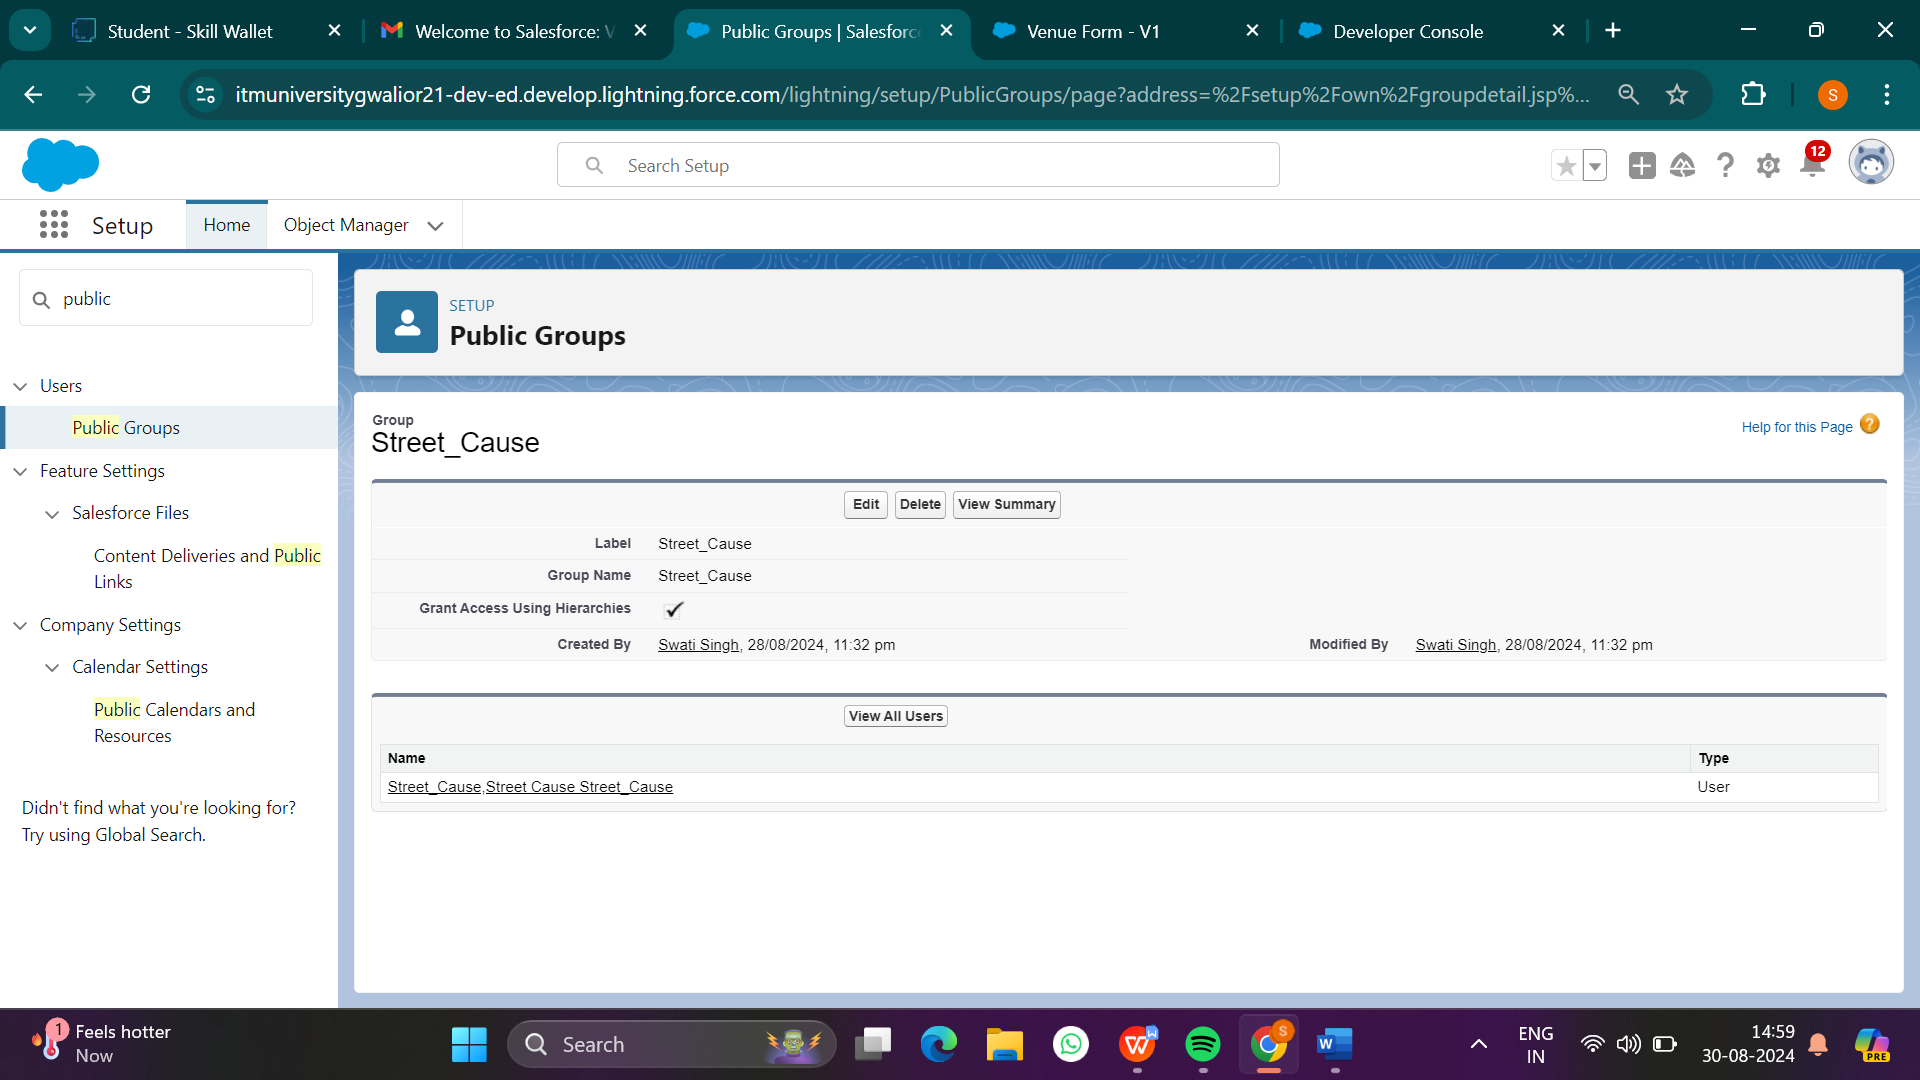 Student - Skill Wallet
Welcome to Salesforce: V
Public Groups | Salesforce
Venue Form - V1
Developer Console
itmuniversitygwalior21-dev-ed.develop.lightning.force.com/lightning/setup/PublicGroups/page?address=%2Fsetup%2Fown%2Fgroupdetail.jsp%...
S
Search Setup
12
Setup
Home
Object Manager
public
Users
Public Groups
Feature Settings
Salesforce Files
Content Deliveries and Public
Links
Company Settings
Calendar Settings
Public Calendars and
Resources
Didn't find what you're looking for?
Try using Global Search.
SETUP
Public Groups
Group
Street_Cause
Help for this Page ?
Edit Delete View Summary
Label Street_Cause
Group Name Street_Cause
Grant Access Using Hierarchies
Created By Swati Singh, 28/08/2024, 11:32 pm
Modified By Swati Singh, 28/08/2024, 11:32 pm
View All Users
Name Type
Street_Cause,Street Cause Street_Cause User
1
Feels hotter
Now
Search
W
S
W
ENG
IN
14:59
30-08-2024
PRE